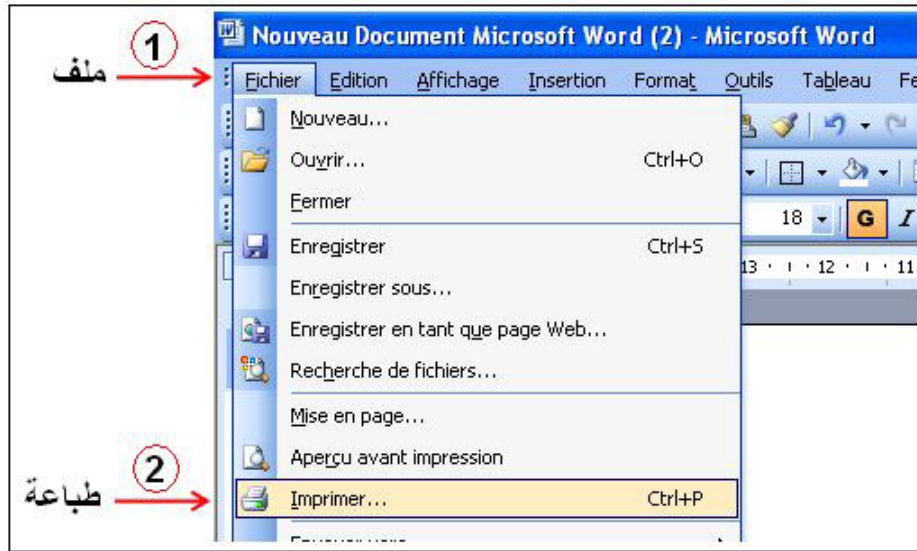 Nouveau Document Microsoft Word (2) - Microsoft Word
1
ملف
Fichier Edition Affichage Insertion Format Outils Tableau
Nouveau...
Ouvrir... Ctrl+O
Fermer
18 G I
Enregistrer Ctrl+S
13 12 11
Enregistrer sous...
Enregistrer en tant que page Web...
Recherche de fichiers...
Mise en page...
Aperçu avant impression
2
طباعة
Imprimer... Ctrl+P